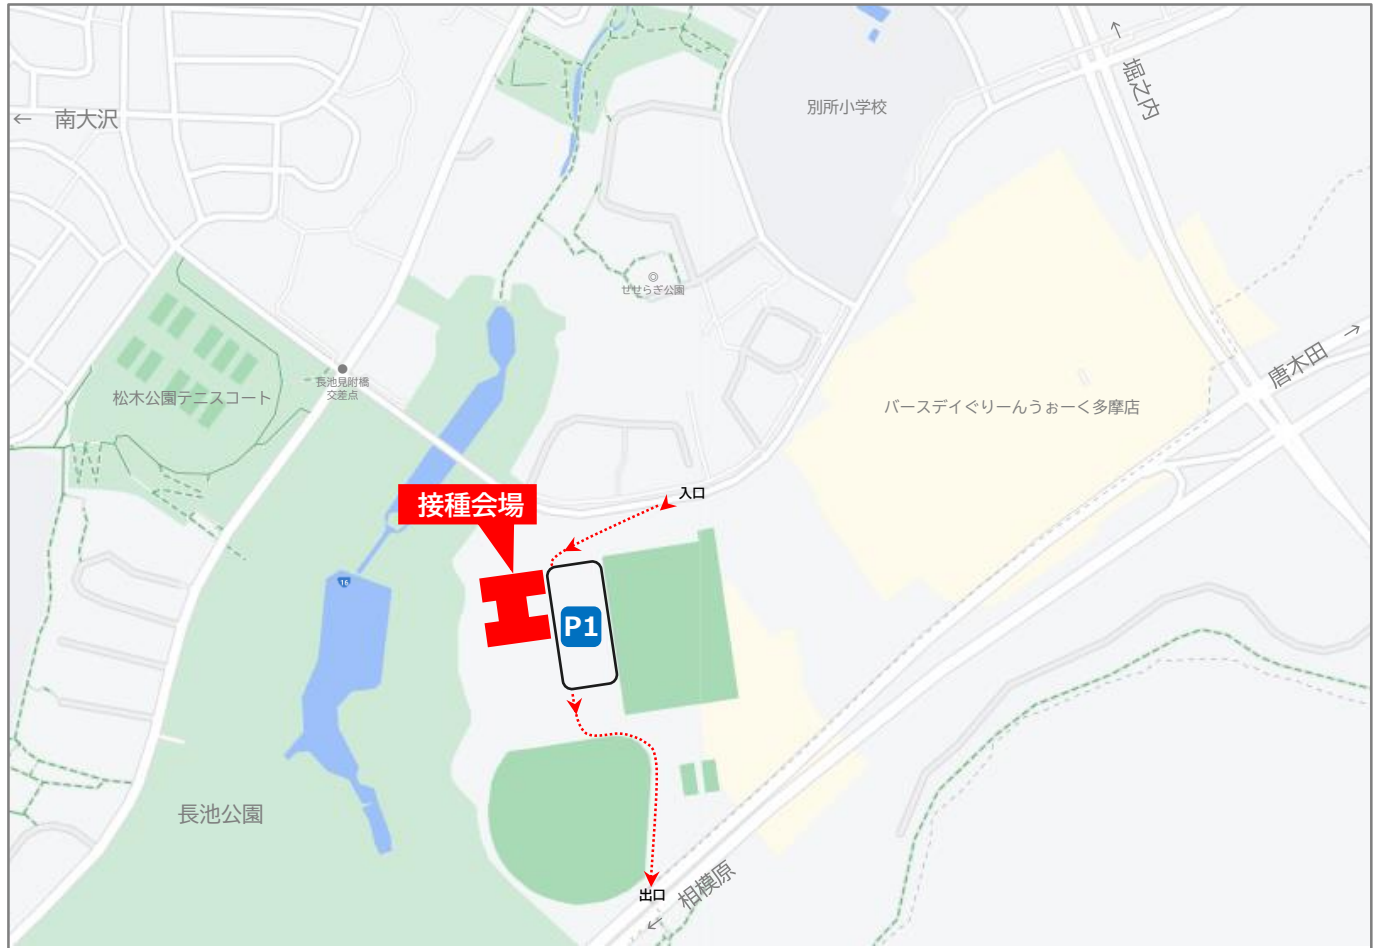 堀之内
← 南大沢
別所小学校
せせらぎ公園
唐木田
長池見附橋
交差点
松木公園テニスコート
バースデイぐりーんうぉーく多摩店
入口
接種会場
16
P1
長池公園
相模原
出口